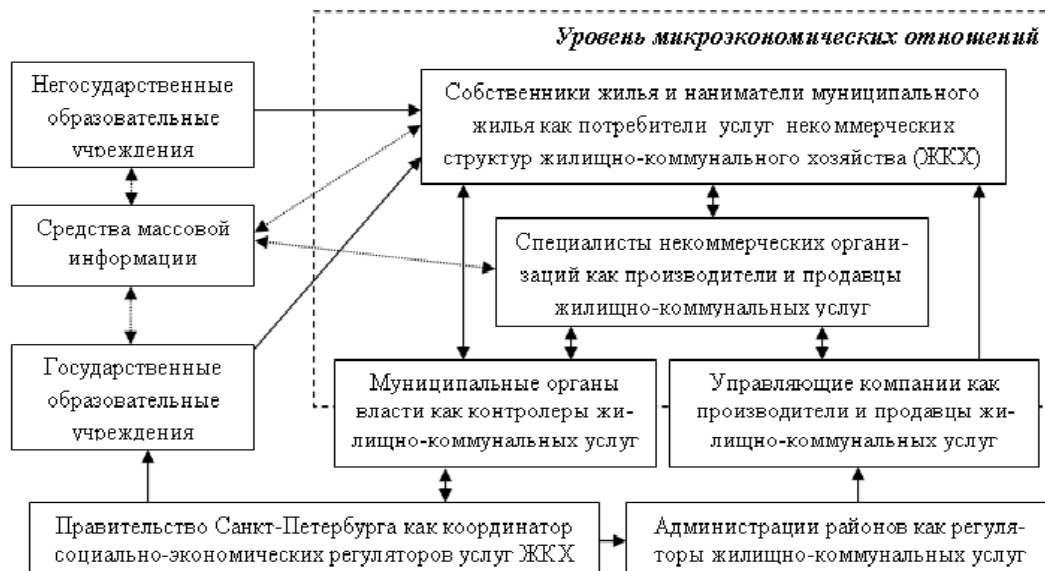 Уровень микроэкономических отношений
Негосударственные
образовательные
учреждения
Собственники жилья и наниматели муниципального
жилья как потребители услуг некоммерческих
структур жилищно-коммунального хозяйства (ЖКХ)
Средства массовой
информации
Специалисты некоммерческих органи-
заций как производители и продавцы
жилищно-коммунальных услуг
Государственные
образовательные
учреждения
Муниципальные органы
власти как контролеры жи-
лищно-коммунальных услуг
Управляющие компании как
производители и продавцы жи-
лищно-коммунальных услуг
Правительство Санкт-Петербурга как координатор
социально-экономических регуляторов услуг ЖКХ
Администрации районов как регуля-
торы жилищно-коммунальных услуг